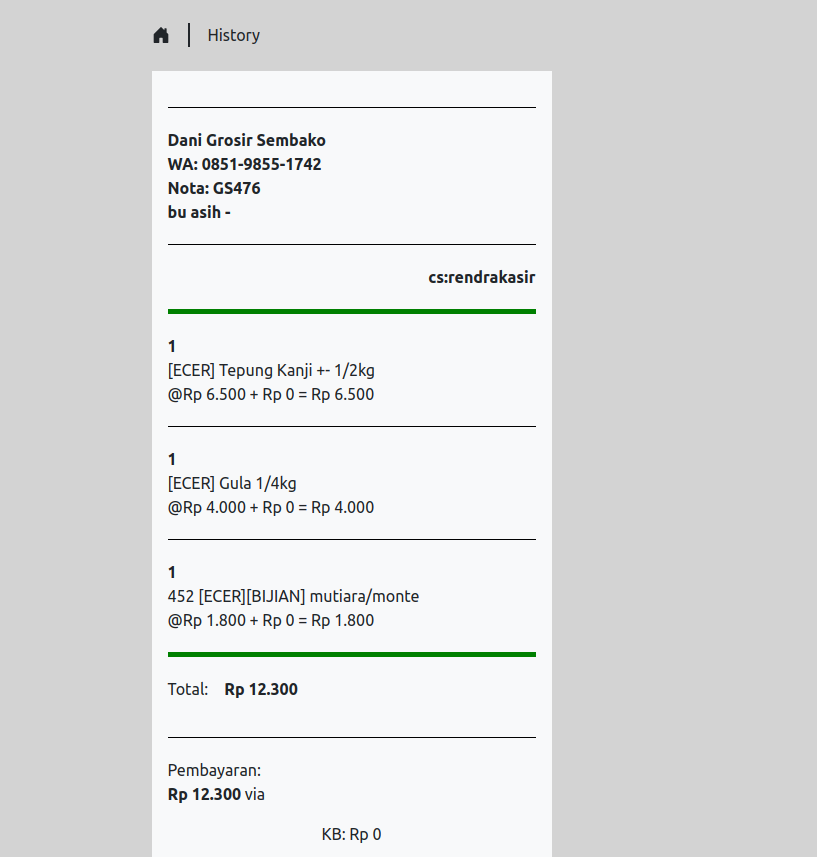 History
Dani Grosir Sembako
WA: 0851-9855-1742
Nota: GS476
bu asih -
cs:rendrakasir
1
[ECER] Tepung Kanji +- 1/2kg
@Rp 6.500 + Rp 0 = Rp 6.500
1
[ECER] Gula 1/4kg
@Rp 4.000 + Rp 0 = Rp 4.000
1
452 [ECER][BIJIAN] mutiara/monte
@Rp 1.800 + Rp 0 = Rp 1.800
Total: Rp 12.300
Pembayaran:
Rp 12.300 via
KB: Rp 0